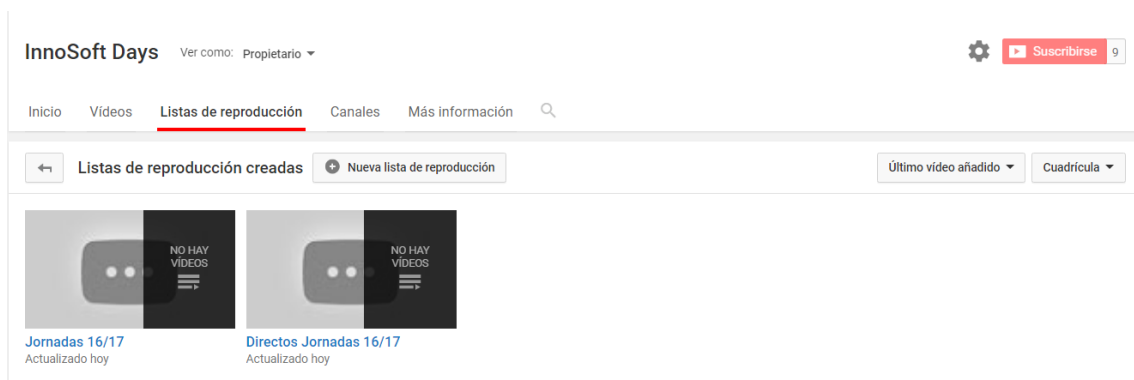 InnoSoft Days Ver como: Propietario Suscribirse 9
Inicio Vídeos Listas de reproducción Canales Más información
Listas de reproducción creadas Nueva lista de reproducción Último vídeo añadido Cuadrícula
NO HAY
VÍDEOS
NO HAY
VÍDEOS
Jornadas 16/17 Directos Jornadas 16/17
Actualizado hoy Actualizado hoy